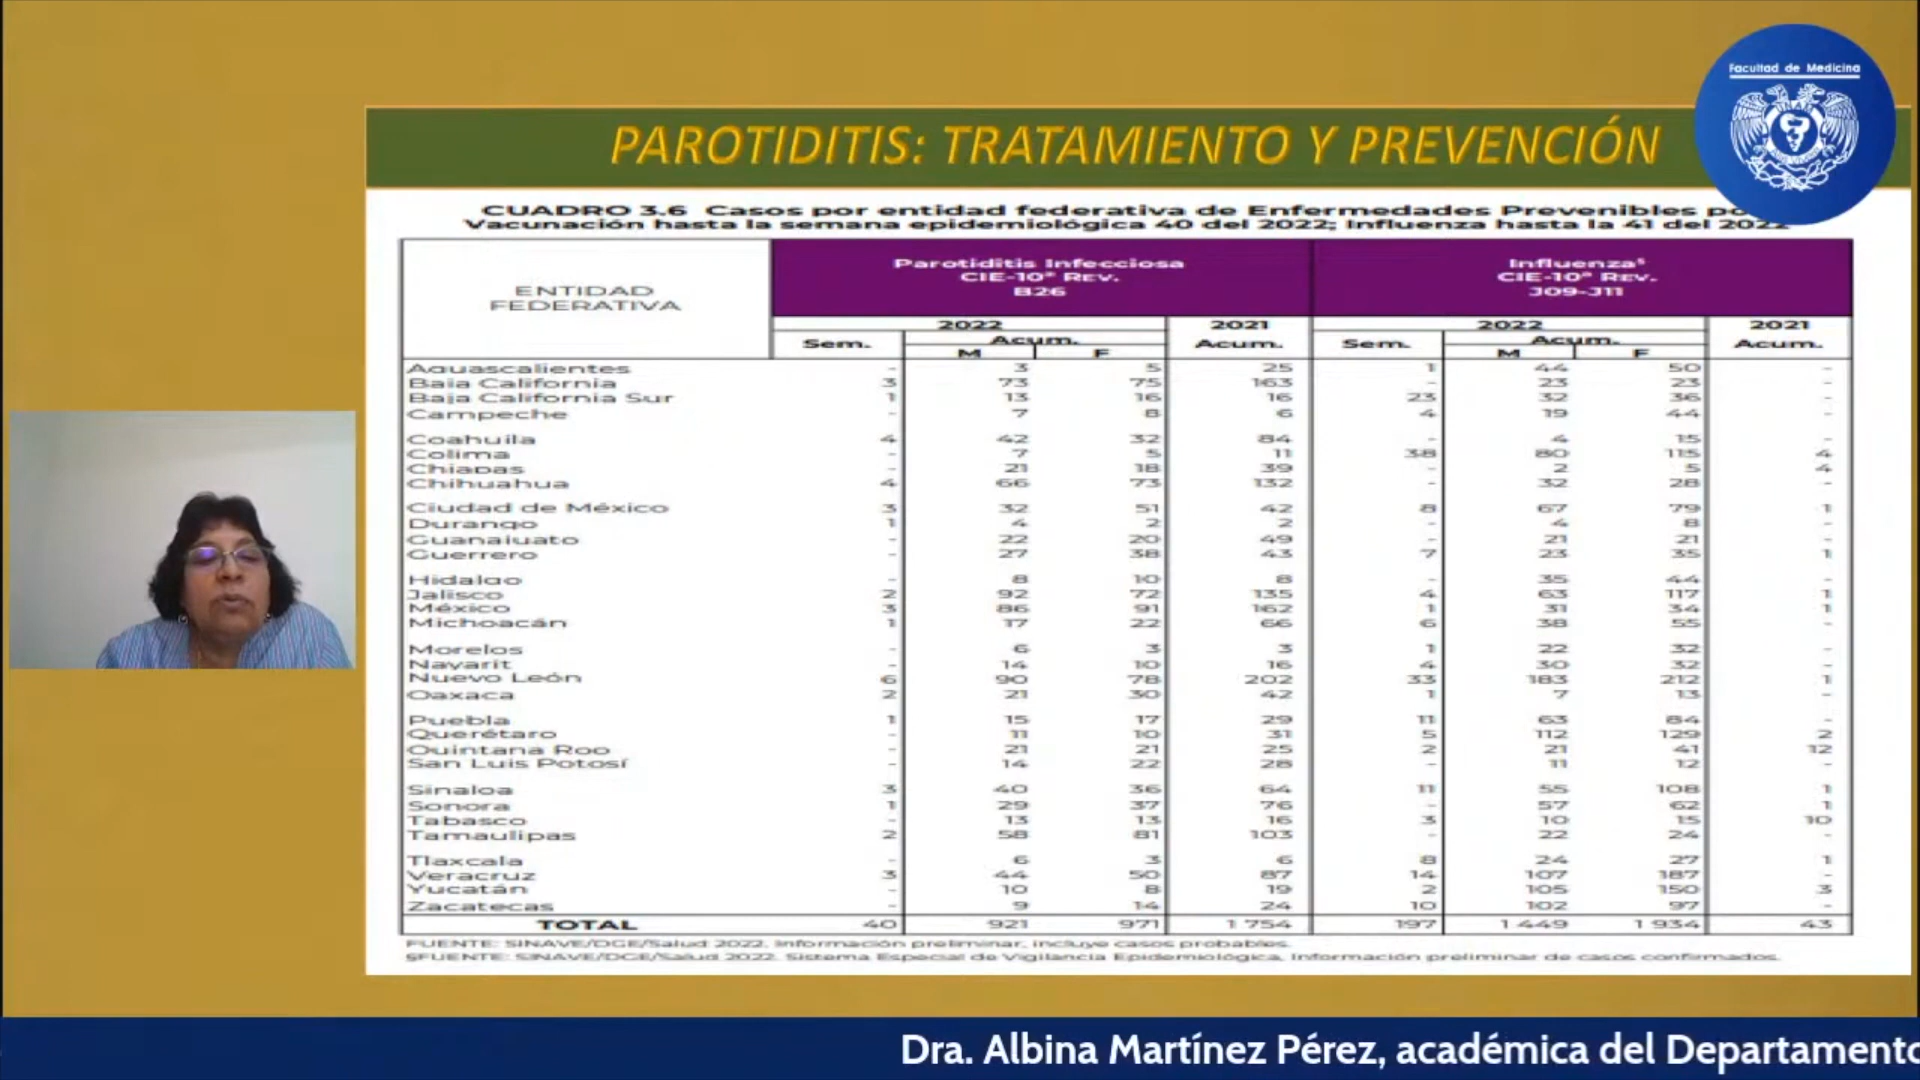 Facultad de Medicina
PAROTIDITIS: TRATAMIENTO Y PREVENCIÓN
CUADRO 3.6 Casos por entidad federativa de Enfermedades Prevenibles
Vacunación hasta la semana epidemiológica 40 del 2022; Influenza hasta la 41 del 2022
ENTIDAD FEDERATIVA
Parotiditis Infecciosa CIE-10ª REV. B26
Influenza§ CIE-10ª REV. J09-J11
2022 2021 2022 2021
Sem. Acum. Acum. Sem. Acum. Acum.
M F M F
Aguascalientes - 3 5 25 1 44 50 -
Baja California 3 73 75 163 - 23 23 -
Baja California Sur 1 13 16 16 23 32 36 -
Campeche - 7 8 6 4 19 44 -
Coahuila 4 42 32 84 - 4 15 -
Colima - 7 5 11 38 80 115 4
Chiapas - 21 18 39 - 2 5 4
Chihuahua 4 66 73 132 - 32 28 -
Ciudad de México 3 32 51 42 8 67 79 1
Durango 1 4 2 2 - 4 8 -
Guanajuato - 22 20 49 - 21 21 -
Guerrero - 27 38 43 7 23 35 1
Hidalgo - 8 10 8 - 35 44 -
Jalisco 2 92 72 135 4 63 117 1
México 3 86 91 162 1 31 34 1
Michoacán 1 17 22 66 6 38 55 -
Morelos - 6 3 3 1 22 32 -
Nayarit - 14 10 16 4 30 32 -
Nuevo León 6 90 78 202 33 183 212 1
Oaxaca 2 21 30 42 1 7 13 -
Puebla 1 15 17 29 11 63 84 -
Querétaro - 11 10 31 5 112 129 2
Quintana Roo - 21 21 25 2 21 41 12
San Luis Potosí - 14 22 28 - 11 12 -
Sinaloa 3 40 36 64 11 55 108 1
Sonora 1 29 37 76 - 57 62 1
Tabasco - 13 13 16 3 10 15 10
Tamaulipas 2 58 81 103 - 22 24 -
Tlaxcala - 6 3 6 8 24 27 1
Veracruz 3 44 50 87 14 107 187 -
Yucatán - 10 8 19 2 105 150 3
Zacatecas - 9 14 24 10 102 97 -
TOTAL 40 921 971 1 754 197 1 449 1 934 43
FUENTE: SINAVE/DGE/Salud 2022. Información preliminar, incluye casos probables.
§FUENTE: SINAVE/DGE/Salud 2022. Sistema Especial de Vigilancia Epidemiológica, Información preliminar de casos confirmados.
Dra. Albina Martínez Pérez, académica del Departamento